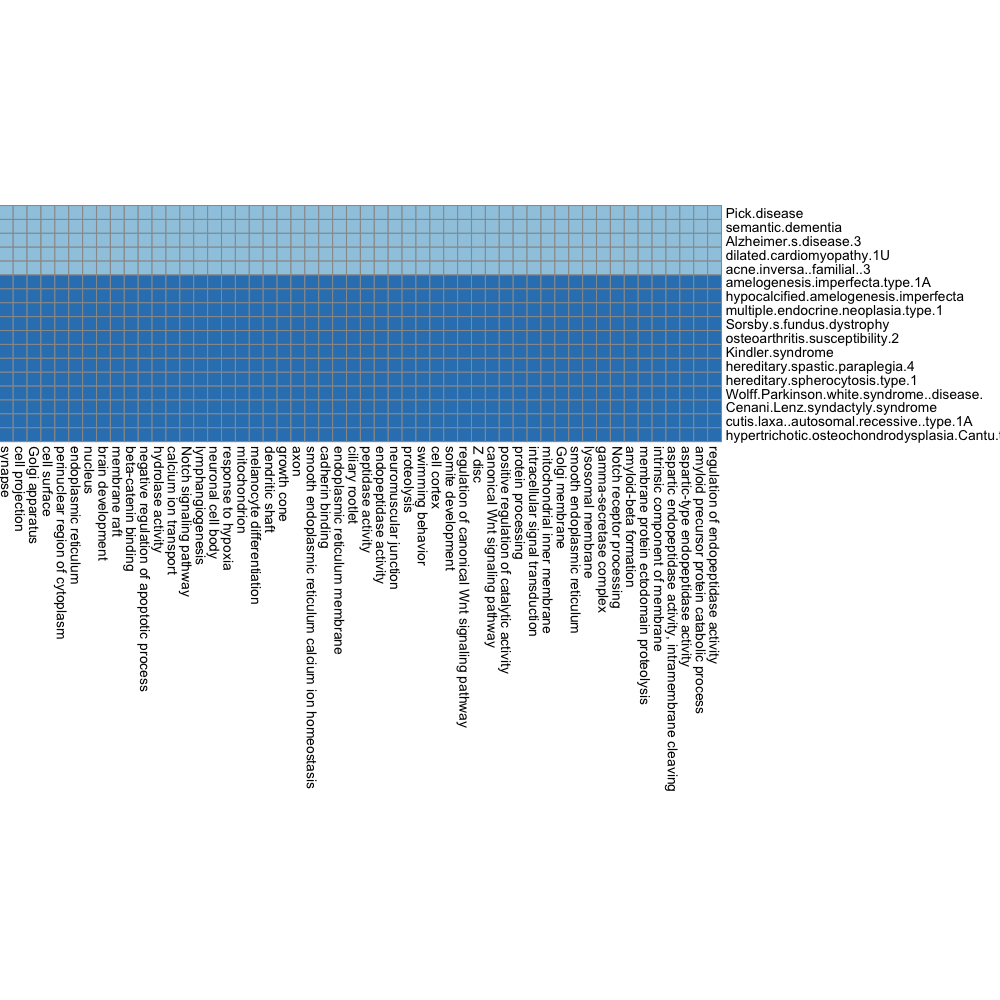 Pick.disease
semantic.dementia
Alzheimer.s.disease.3
dilated.cardiomyopathy.1U
acne.inversa..familial..3
amelogenesis.imperfecta.type.1A
hypocalcified.amelogenesis.imperfecta
multiple.endocrine.neoplasia.type.1
Sorsby.s.fundus.dystrophy
osteoarthritis.susceptibility.2
Kindler.syndrome
hereditary.spastic.paraplegia.4
hereditary.spherocytosis.type.1
Wolff.Parkinson.white.syndrome..disease.
Cenani.Lenz.syndactyly.syndrome
cutis.laxa..autosomal.recessive..type.1A
hypertrichotic.osteochondrodysplasia.Cantu.t
synapse
cell projection
Golgi apparatus
cell surface
perinuclear region of cytoplasm
endoplasmic reticulum
nucleus
brain development
membrane raft
beta-catenin binding
negative regulation of apoptotic process
hydrolase activity
calcium ion transport
Notch signaling pathway
lymphangiogenesis
neuronal cell body
response to hypoxia
mitochondrion
melanocyte differentiation
dendritic shaft
growth cone
axon
smooth endoplasmic reticulum calcium ion homeostasis
cadherin binding
endoplasmic reticulum membrane
ciliary rootlet
peptidase activity
endopeptidase activity
neuromuscular junction
proteolysis
swimming behavior
cell cortex
somite development
regulation of canonical Wnt signaling pathway
Z disc
canonical Wnt signaling pathway
positive regulation of catalytic activity
protein processing
intracellular signal transduction
mitochondrial inner membrane
Golgi membrane
smooth endoplasmic reticulum
lysosomal membrane
gamma-secretase complex
Notch receptor processing
amyloid-beta formation
membrane protein ectodomain proteolysis
intrinsic component of membrane
aspartic endopeptidase activity, intramembrane cleaving
aspartic-type endopeptidase activity
amyloid precursor protein catabolic process
regulation of endopeptidase activity